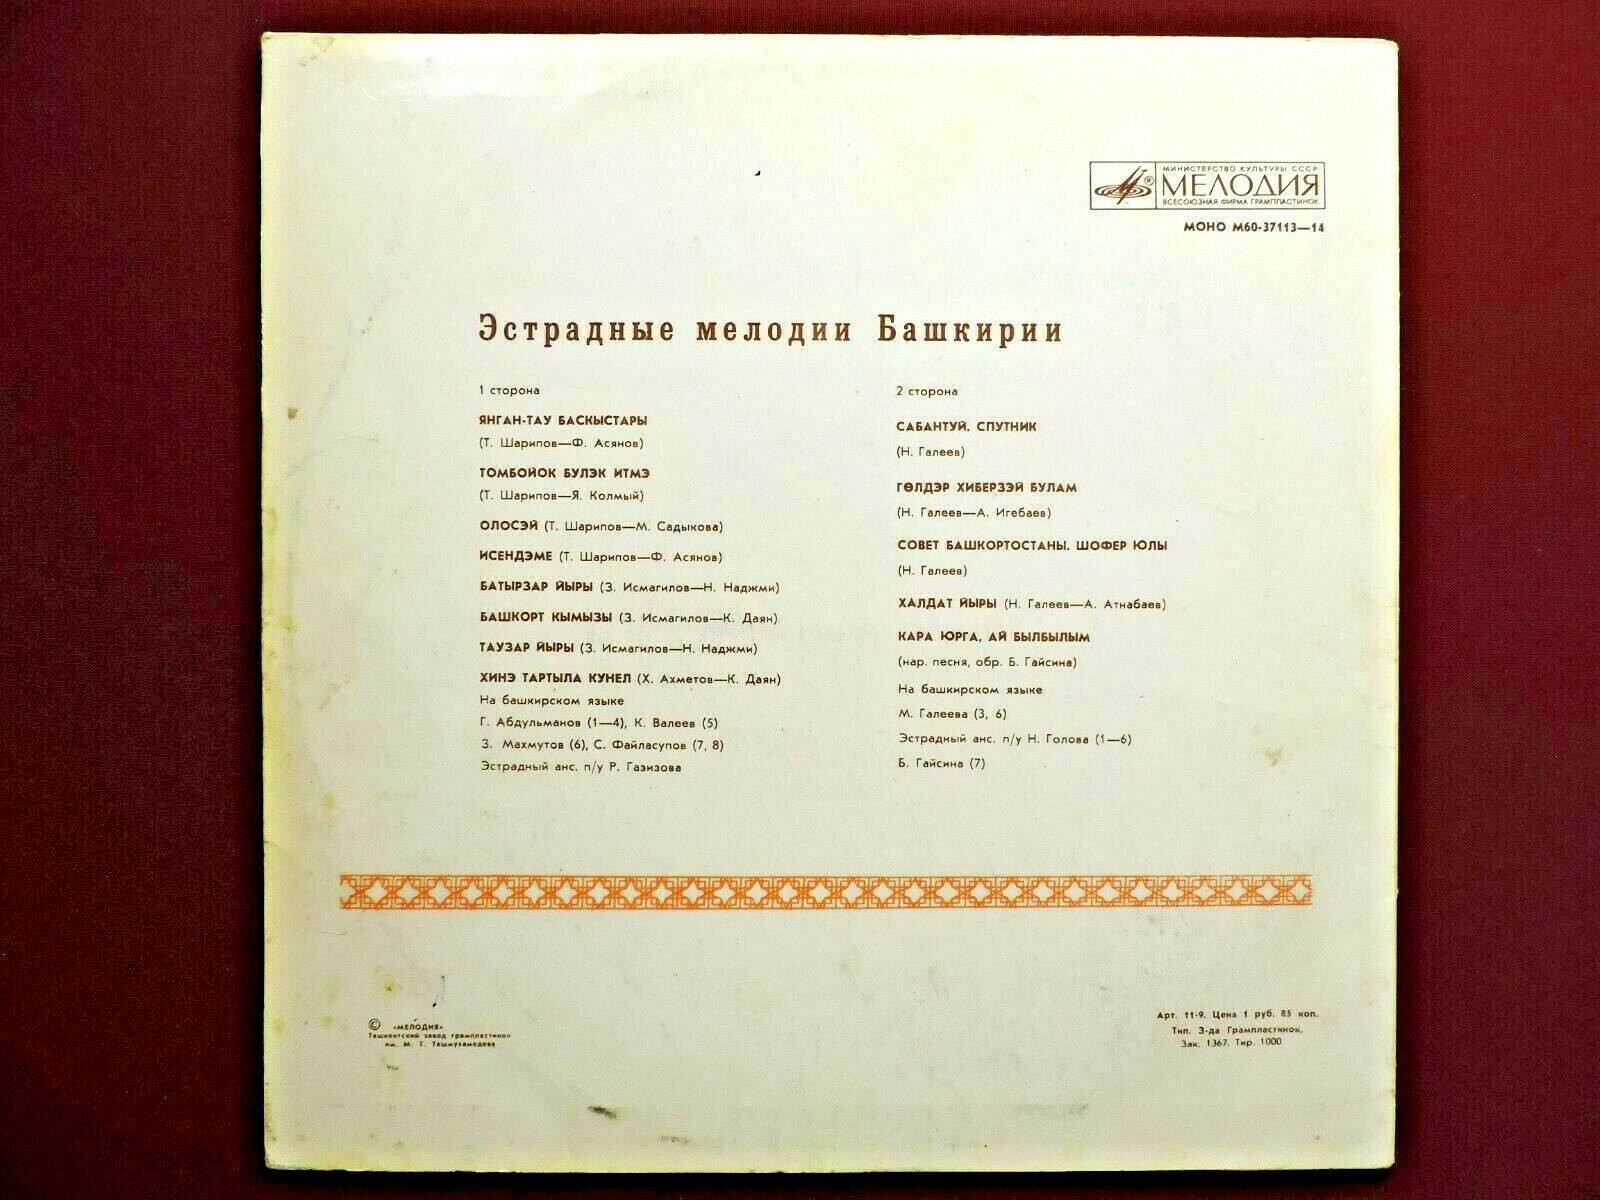 МИНИСТЕРСТВО КУЛЬТУРЫ СССР
МЕЛОДИЯ
ВСЕСОЮЗНАЯ ФИРМА ГРАМПЛАСТИНОК
МОНО М60-37113—14
Эстрадные мелодии Башкирии
1 сторона
ЯНГАН-ТАУ БАСКЫСТАРЫ
(Т. Шарипов—Ф. Асянов)
ТОМБОЙОК БУЛЭК ИТМЭ
(Т. Шарипов—Я. Колмый)
ОЛОСЭЙ (Т. Шарипов—М. Садыкова)
ИСЕНДЭМЕ (Т. Шарипов—Ф. Асянов)
БАТЫРЗАР ЙЫРЫ (З. Исмагилов—Н. Наджми)
БАШКОРТ КЫМЫЗЫ (З. Исмагилов—К. Даян)
ТАУЗАР ЙЫРЫ (З. Исмагилов—Н. Наджми)
ХИНЭ ТАРТЫЛА КУНЕЛ (Х. Ахметов—К. Даян)
На башкирском языке
Г. Абдульманов (1—4), К. Валеев (5)
З. Махмутов (6), С. Файласупов (7, 8)
Эстрадный анс. п/у Р. Газизова
2 сторона
САБАНТУЙ. СПУТНИК
(Н. Галеев)
ГӨЛДЭР ХИБЕРЗЭЙ БУЛАМ
(Н. Галеев—А. Игебаев)
СОВЕТ БАШКОРТОСТАНЫ. ШОФЕР ЮЛЫ
(Н. Галеев)
ХАЛДАТ ЙЫРЫ (Н. Галеев—А. Атнабаев)
КАРА ЮРГА, АЙ БЫЛБЫЛЫМ
(нар. песня, обр. Б. Гайсина)
На башкирском языке
М. Галеева (3, 6)
Эстрадный анс. п/у Н. Голова (1—6)
Б. Гайсина (7)
© «МЕЛОДИЯ»
Ташкентский завод грампластинок
им. М. Т. Ташмухамедова
Арт. 11-9. Цена 1 руб. 85 коп.
Тип. З-да Грампластинок.
Зак. 1367. Тир. 1000